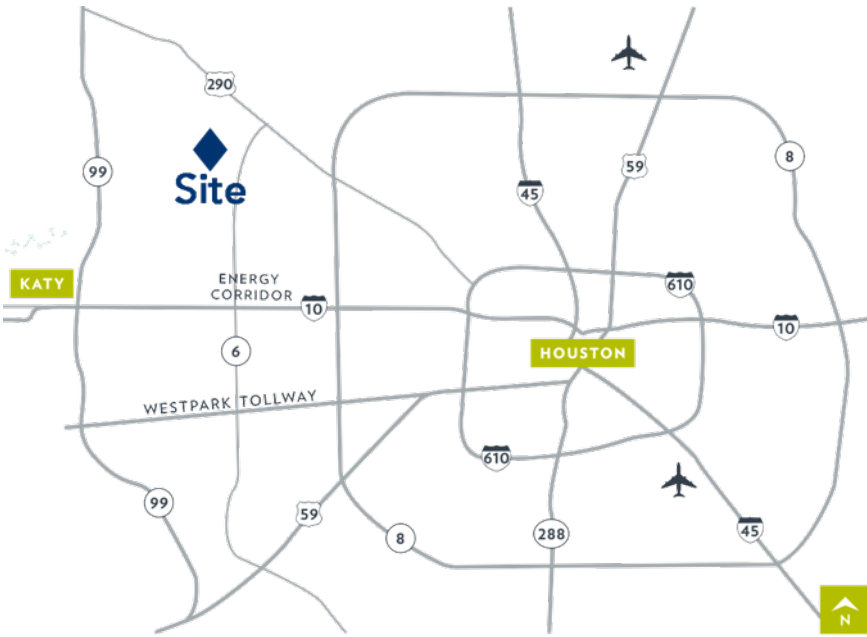 290
8
99
59
Site
45
KATY
ENERGY
CORRIDOR
610
10
10
6
HOUSTON
WESTPARK TOLLWAY
610
99
59
8
288
45
N